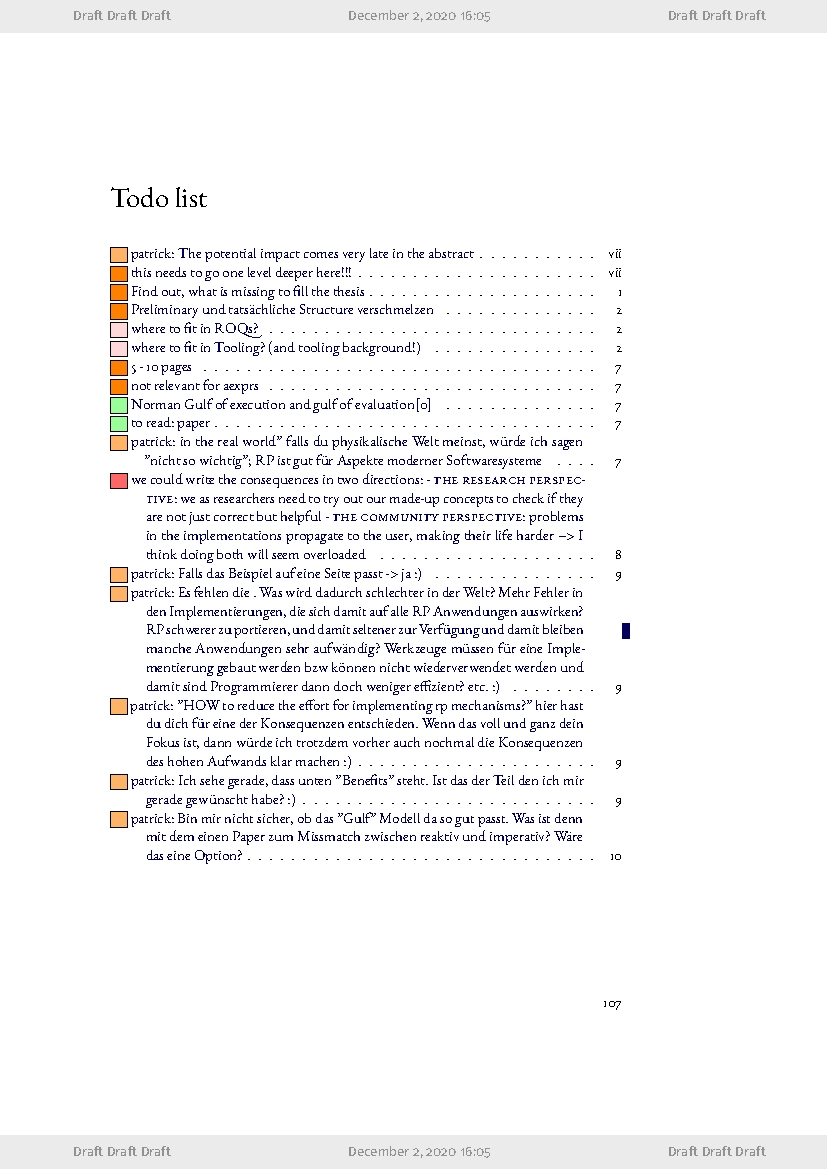 Draft Draft Draft December 2, 2020 16:05 Draft Draft Draft
Todo list
patrick: The potential impact comes very late in the abstract . . . . . . . . . . . vii
this needs to go one level deeper here!!! . . . . . . . . . . . . . . . . . . . . . . vii
Find out, what is missing to fill the thesis . . . . . . . . . . . . . . . . . . . . . 1
Preliminary und tatsächliche Structure verschmelzen . . . . . . . . . . . . . . 2
where to fit in ROQs? . . . . . . . . . . . . . . . . . . . . . . . . . . . . . . 2
where to fit in Tooling? (and tooling background!) . . . . . . . . . . . . . . . 2
5 - 10 pages . . . . . . . . . . . . . . . . . . . . . . . . . . . . . . . . . . . 7
not relevant for aexprs . . . . . . . . . . . . . . . . . . . . . . . . . . . . . . 7
Norman Gulf of execution and gulf of evaluation[0] . . . . . . . . . . . . . . 7
to read: paper . . . . . . . . . . . . . . . . . . . . . . . . . . . . . . . . . . 7
patrick: in the real world” falls du physikalische Welt meinst, würde ich sagen
”nicht so wichtig”; RP ist gut für Aspekte moderner Softwaresysteme . . . . 7
we could write the consequences in two directions: - THE RESEARCH PERSPEC-
TIVE: we as researchers need to try out our made-up concepts to check if they
are not just correct but helpful - THE COMMUNITY PERSPECTIVE: problems
in the implementations propagate to the user, making their life harder –> I
think doing both will seem overloaded . . . . . . . . . . . . . . . . . . . . 8
patrick: Falls das Beispiel auf eine Seite passt -> ja :) . . . . . . . . . . . . . . . 9
patrick: Es fehlen die . Was wird dadurch schlechter in der Welt? Mehr Fehler in
den Implementierungen, die sich damit auf alle RP Anwendungen auswirken?
RP schwerer zu portieren, und damit seltener zur Verfügung und damit bleiben
manche Anwendungen sehr aufwändig? Werkzeuge müssen für eine Imple-
mentierung gebaut werden bzw können nicht wiederverwendet werden und
damit sind Programmierer dann doch weniger effizient? etc. :) . . . . . . . . 9
patrick: ”HOW to reduce the effort for implementing rp mechanisms?” hier hast
du dich für eine der Konsequenzen entschieden. Wenn das voll und ganz dein
Fokus ist, dann würde ich trotzdem vorher auch nochmal die Konsequenzen
des hohen Aufwands klar machen :) . . . . . . . . . . . . . . . . . . . . . . 9
patrick: Ich sehe gerade, dass unten ”Benefits” steht. Ist das der Teil den ich mir
gerade gewünscht habe? :) . . . . . . . . . . . . . . . . . . . . . . . . . . . 9
patrick: Bin mir nicht sicher, ob das ”Gulf” Modell da so gut passt. Was ist denn
mit dem einen Paper zum Missmatch zwischen reaktiv und imperativ? Wäre
das eine Option? . . . . . . . . . . . . . . . . . . . . . . . . . . . . . . . . 10
107
Draft Draft Draft December 2, 2020 16:05 Draft Draft Draft